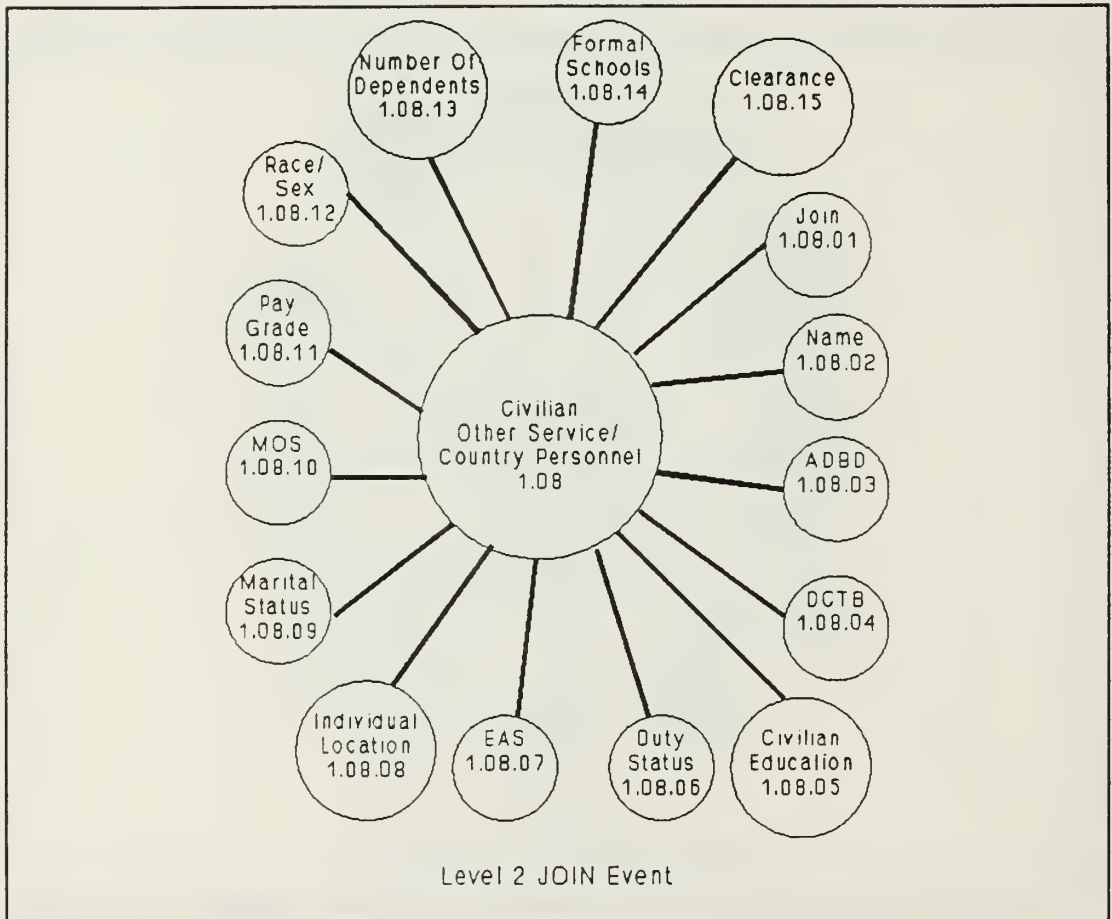 Number Of
Dependents
1.08.13
Formal
Schools
1.08.14
Clearance
1.08.15
Race/
Sex
1.08.12
Join
1.08.01
Pay
Grade
1.08.11
Name
1.08.02
Civilian
Other Service/
Country Personnel
1.08
MOS
1.08.10
ADBD
1.08.03
Marital
Status
1.08.09
DCTB
1.08.04
Individual
Location
1.08.08
EAS
1.08.07
Duty
Status
1.08.06
Civilian
Education
1.08.05
Level 2 JOIN Event